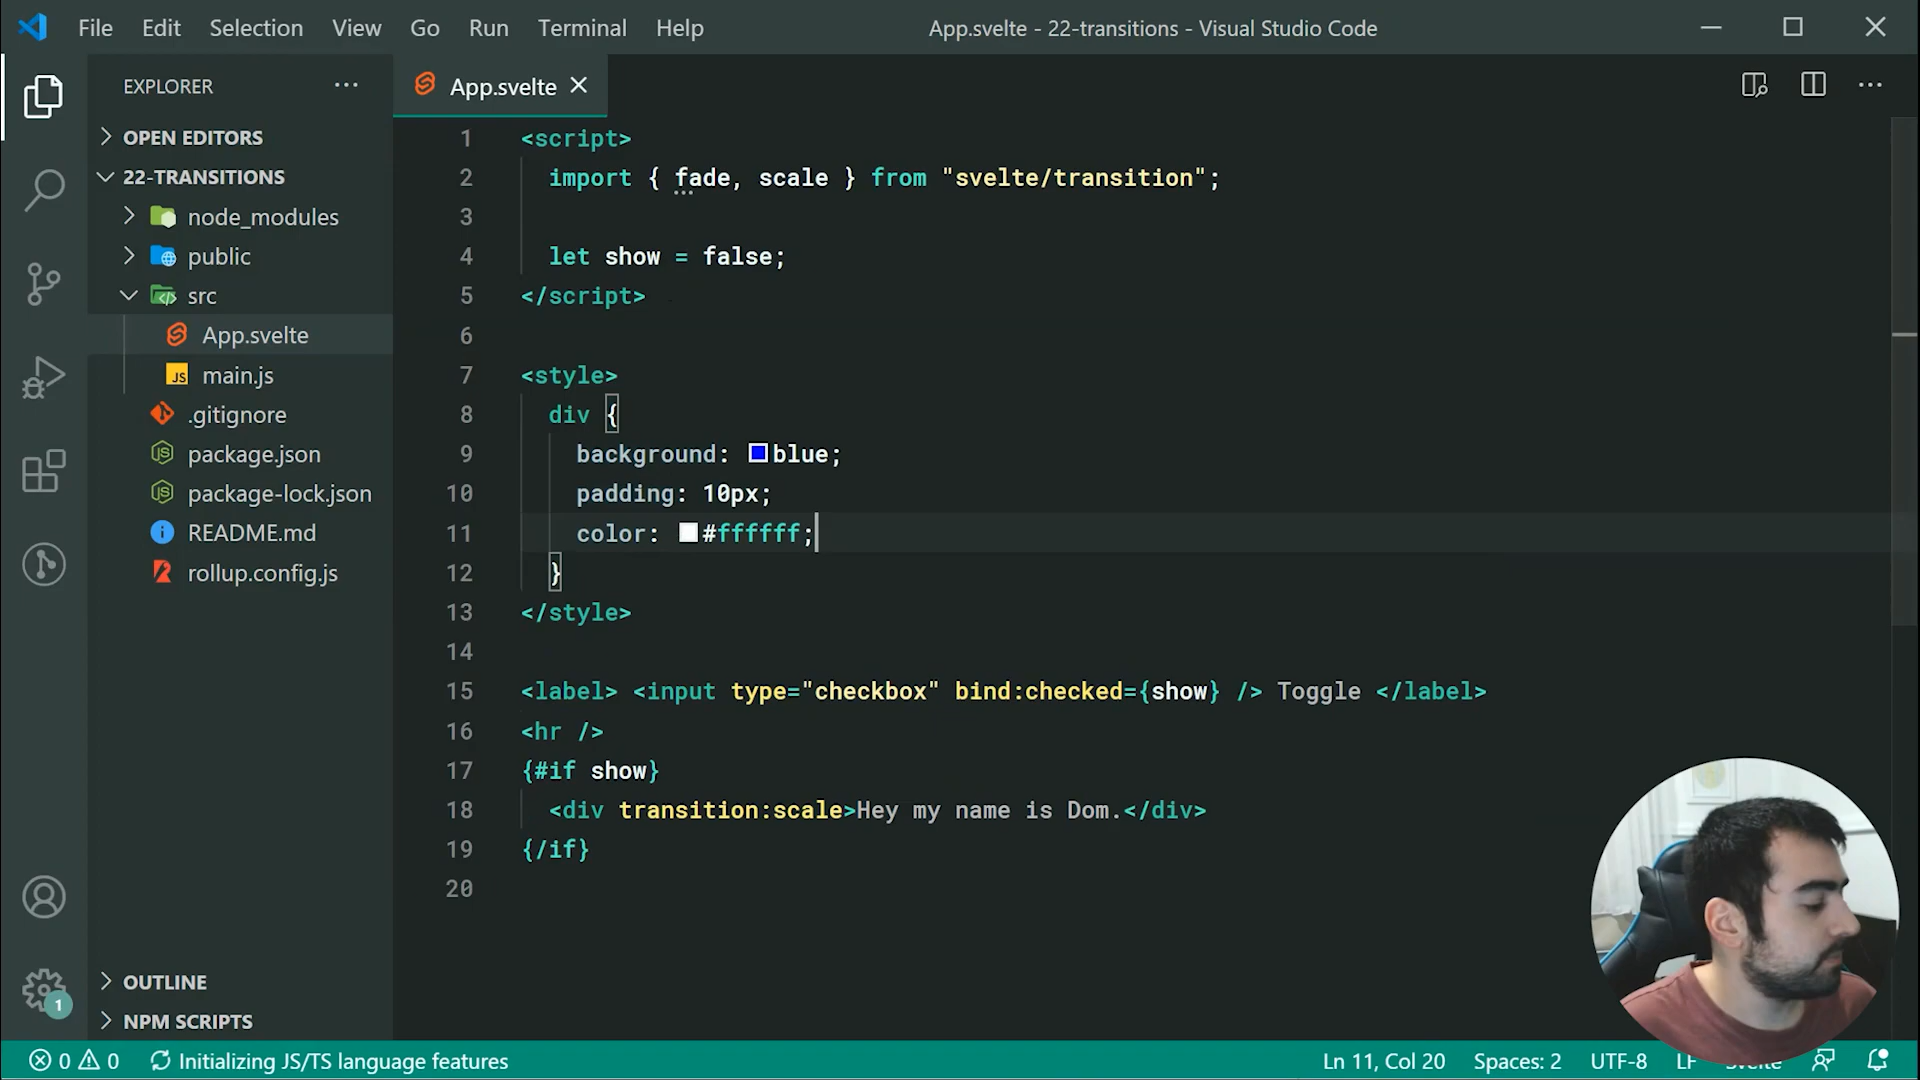 File Edit Selection View Go Run Terminal Help App.svelte - 22-transitions - Visual Studio Code
EXPLORER
OPEN EDITORS
22-TRANSITIONS
node_modules
public
src
App.svelte
main.js
.gitignore
package.json
package-lock.json
README.md
rollup.config.js
OUTLINE
NPM SCRIPTS
App.svelte
1 <script>
2 import { fade, scale } from "svelte/transition";
3
4 let show = false;
5 </script>
6
7 <style>
8 div {
9 background: blue;
10 padding: 10px;
11 color: #ffffff;
12 }
13 </style>
14
15 <label> <input type="checkbox" bind:checked={show} /> Toggle </label>
16 <hr />
17 {#if show}
18 <div transition:scale>Hey my name is Dom.</div>
19 {/if}
20
JS
1
0 0 Initializing JS/TS language features Ln 11, Col 20 Spaces: 2 UTF-8 LF Svelte